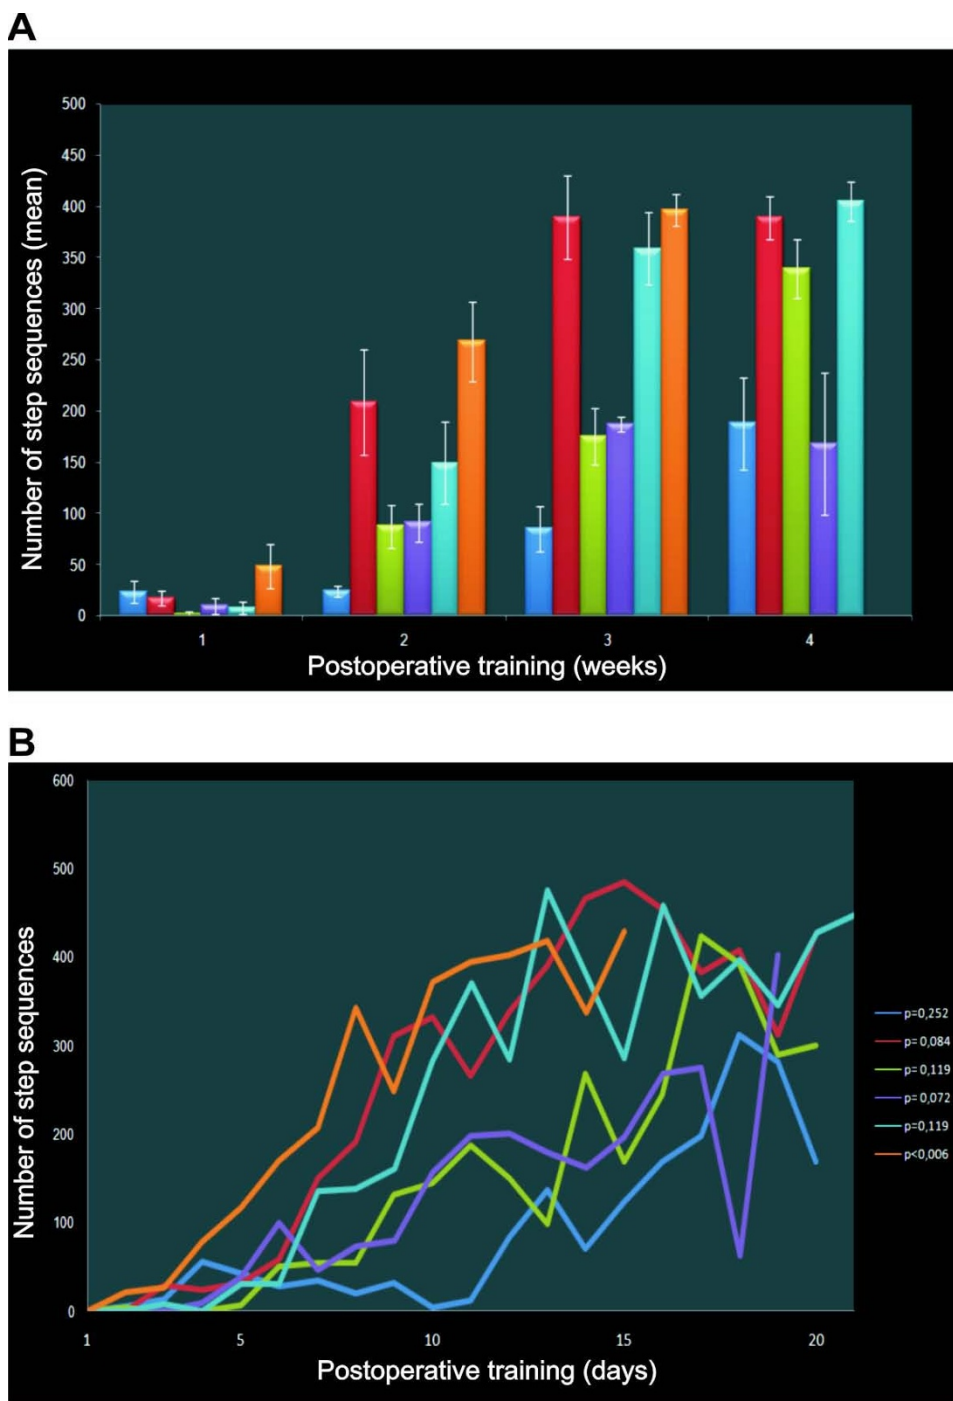 A
Number of step sequences (mean)
500
450
400
350
300
250
200
150
100
50
0
1 2 3 4
Postoperative training (weeks)
B
Number of step sequences
600
500
400
300
200
100
0
1 5 10 15 20
Postoperative training (days)
p=0,252
p= 0,084
p= 0,119
p= 0,072
p=0,119
p<0,006